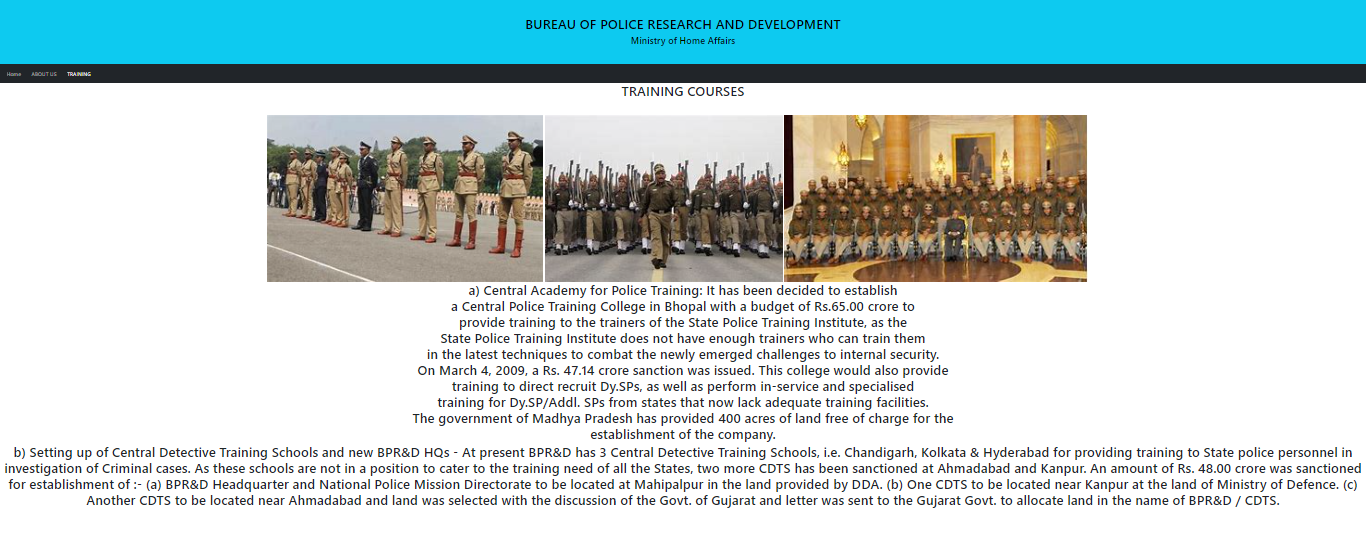 BUREAU OF POLICE RESEARCH AND DEVELOPMENT
Ministry of Home Affairs
Home ABOUT US TRAINING
TRAINING COURSES
a) Central Academy for Police Training: It has been decided to establish
a Central Police Training College in Bhopal with a budget of Rs.65.00 crore to
provide training to the trainers of the State Police Training Institute, as the
State Police Training Institute does not have enough trainers who can train them
in the latest techniques to combat the newly emerged challenges to internal security.
On March 4, 2009, a Rs. 47.14 crore sanction was issued. This college would also provide
training to direct recruit Dy.SPs, as well as perform in-service and specialised
training for Dy.SP/Addl. SPs from states that now lack adequate training facilities.
The government of Madhya Pradesh has provided 400 acres of land free of charge for the
establishment of the company.
b) Setting up of Central Detective Training Schools and new BPR&D HQs - At present BPR&D has 3 Central Detective Training Schools, i.e. Chandigarh, Kolkata & Hyderabad for providing training to State police personnel in
investigation of Criminal cases. As these schools are not in a position to cater to the training need of all the States, two more CDTS has been sanctioned at Ahmadabad and Kanpur. An amount of Rs. 48.00 crore was sanctioned
for establishment of :- (a) BPR&D Headquarter and National Police Mission Directorate to be located at Mahipalpur in the land provided by DDA. (b) One CDTS to be located near Kanpur at the land of Ministry of Defence. (c)
Another CDTS to be located near Ahmadabad and land was selected with the discussion of the Govt. of Gujarat and letter was sent to the Gujarat Govt. to allocate land in the name of BPR&D / CDTS.